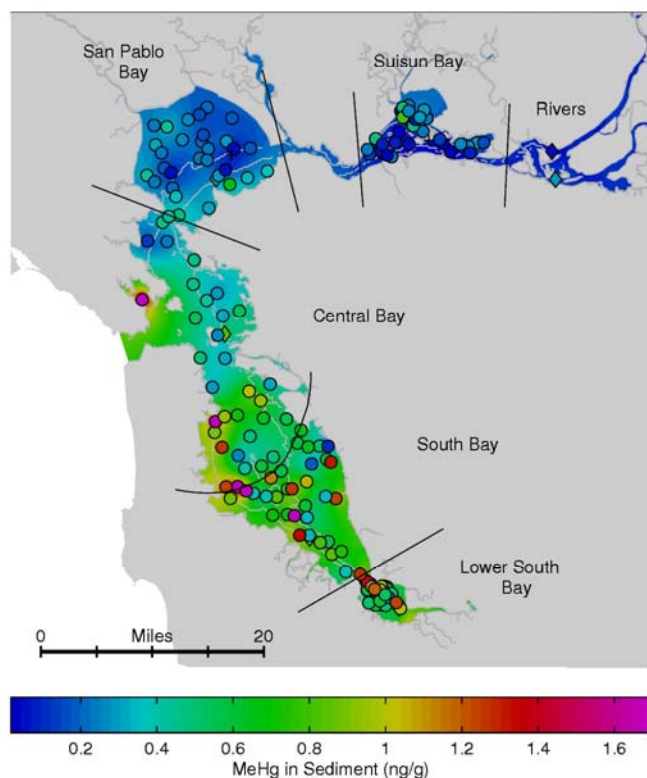 San Pablo
Bay
Suisun Bay
Rivers
Central Bay
South Bay
Lower South
Bay
0 Miles 20
0.2 0.4 0.6 0.8 1 1.2 1.4 1.6
MeHg in Sediment (ng/g)